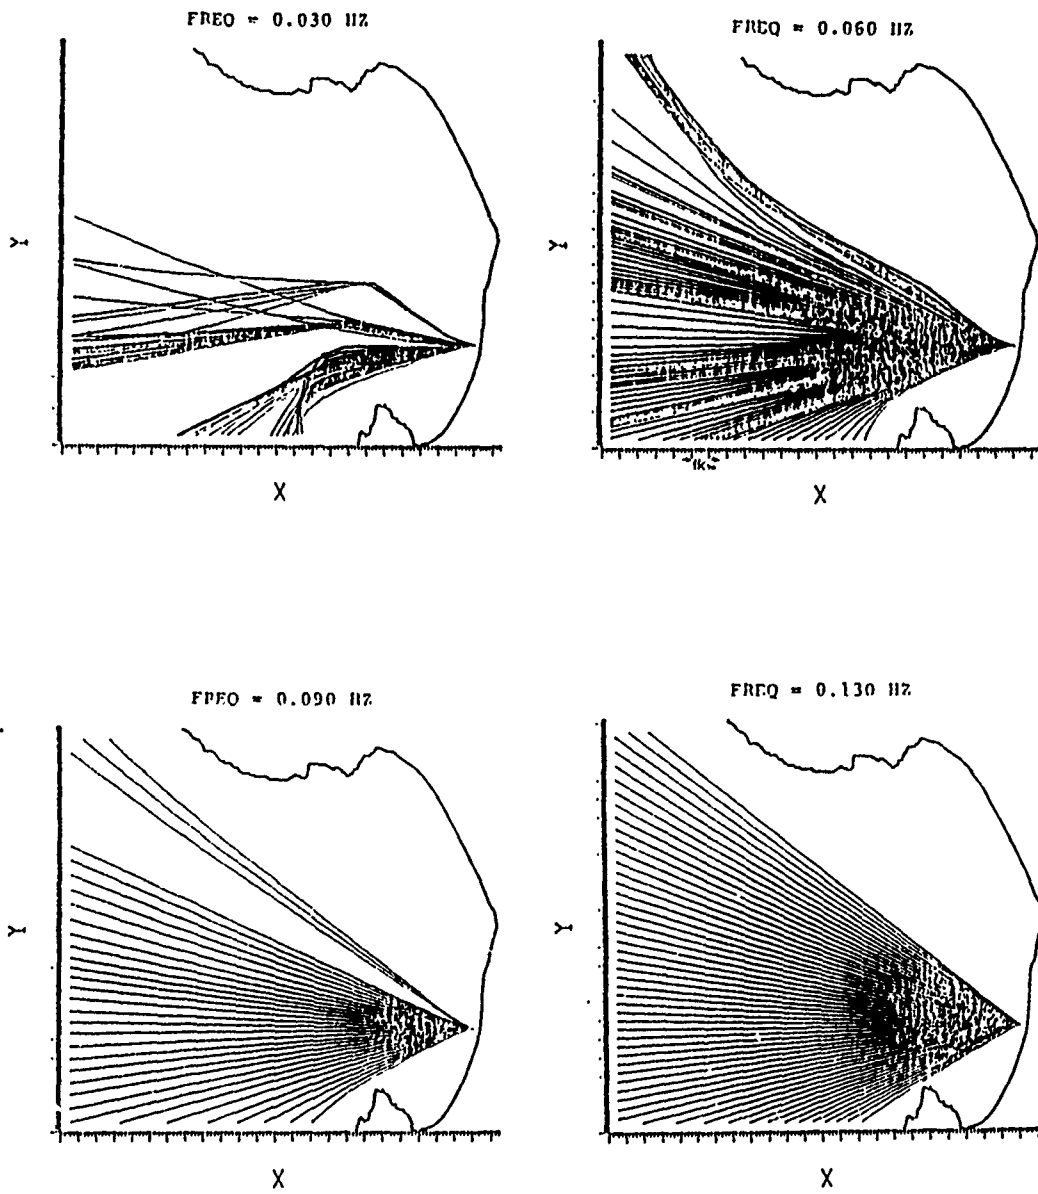 FREQ = 0.030 HZ
Y
X
FREQ = 0.060 HZ
Y
X
FREQ = 0.090 HZ
Y
X
FREQ = 0.130 HZ
Y
X